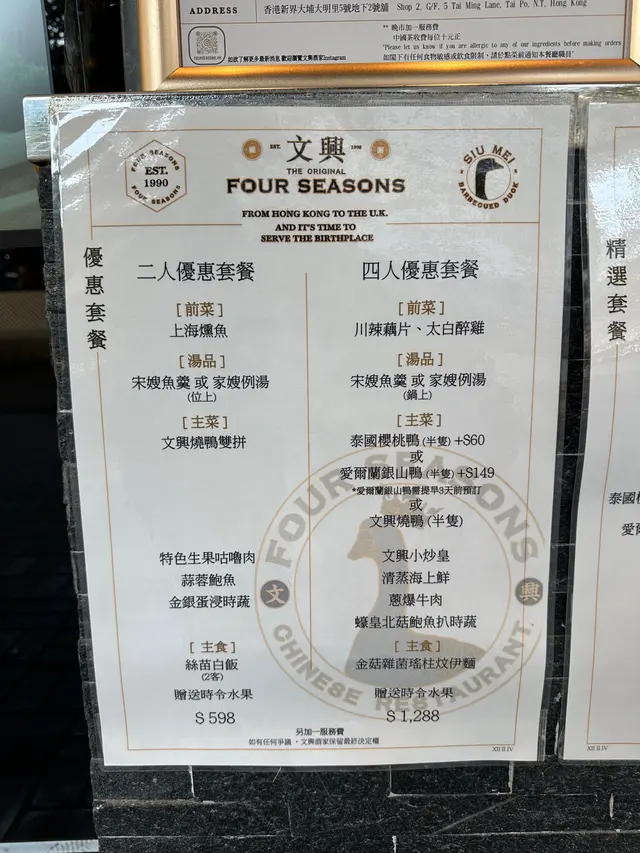 ADDRESS
香港新界大埔大明里5號地下2號舖 Shop 2, G/F, 5 Tai Ming Lane, Tai Po, N.T, Hong Kong
** 晚市加一服務費
中國茗收費每位十元正
"Please let us know if you are allergic to any of our ingredients before making orders
如閣下有任何食物敏感或飲食限制，請於點菜前通知本餐廳職員"
如欲了解更多最新消息 歡迎瀏覽文興酒家instagram
FOUR SEASONS
EST.
1990
FOUR SEASONS
EST. 文興 1990
THE ORIGINAL
FOUR SEASONS
SIU MEI
BARBECUED DUCK
FROM HONG KONG TO THE U.K.
AND IT'S TIME TO
SERVE THE BIRTHPLACE
優惠套餐
二人優惠套餐
[ 前菜 ]
上海燻魚
[ 湯品 ]
宋嫂魚羹 或 家嫂例湯
(位上)
[ 主菜 ]
文興燒鴨雙拼
特色生果咕嚕肉
蒜蓉鮑魚
金銀蛋浸時蔬
[ 主食 ]
絲苗白飯
(2客)
贈送時令水果
$ 598
四人優惠套餐
[ 前菜 ]
川辣藕片、太白醉雞
[ 湯品 ]
宋嫂魚羹 或 家嫂例湯
(鍋上)
[ 主菜 ]
泰國櫻桃鴨 (半隻) +$60
或
愛爾蘭銀山鴨 (半隻) +$149
*愛爾蘭銀山鴨需提早3天前預訂
或
文興燒鴨 (半隻)
文興小炒皇
清蒸海上鮮
蔥爆牛肉
蠔皇北菇鮑魚扒時蔬
[ 主食 ]
金菇雜菌瑤柱炆伊麵
贈送時令水果
$ 1,288
另加一服務費
如有任何爭議，文興酒家保留最終決定權
XII II IV
FOUR SEASONS
文
興
CHINESE RESTAURANT
精選套餐
泰國櫻
愛爾
XII II IV